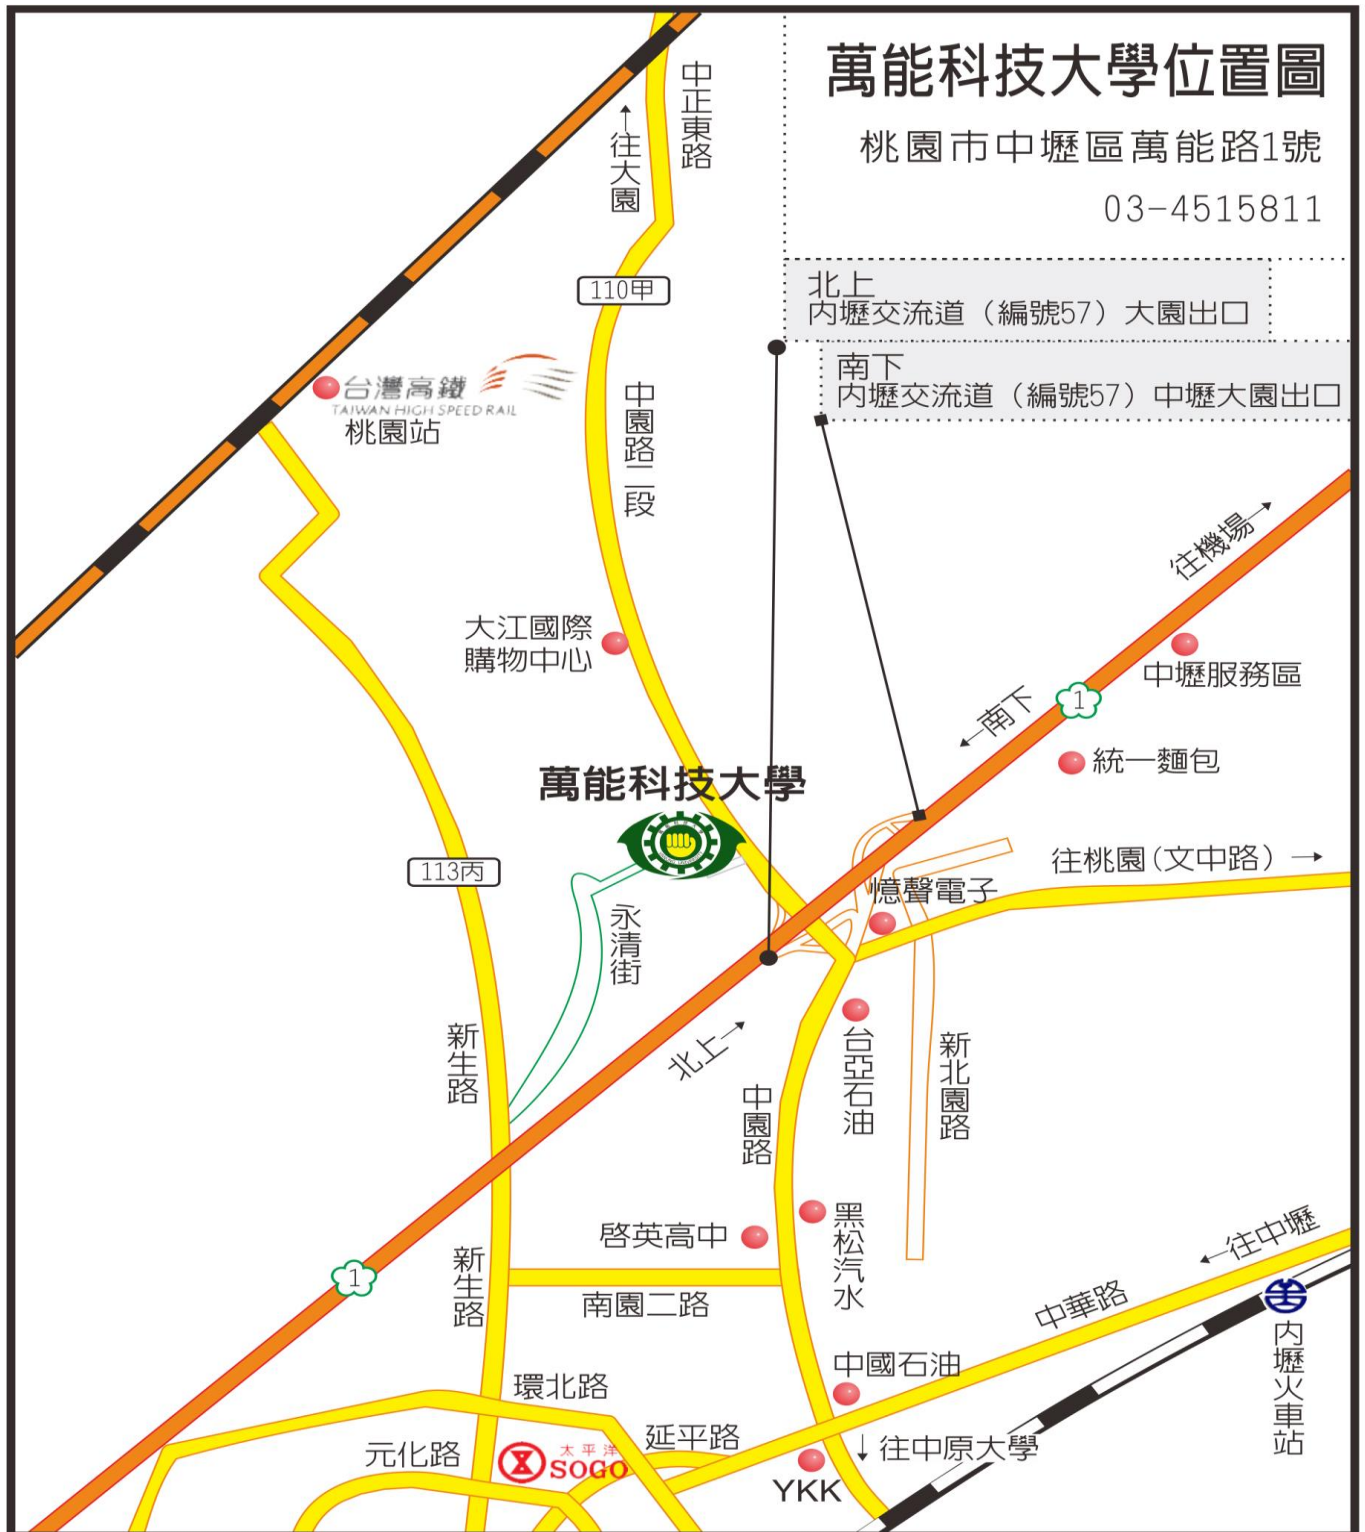 萬能科技大學位置圖
桃園市中壢區萬能路1號
03-4515811
中正東路
↑往大園
110甲
北上
內壢交流道（編號57）大園出口
南下
內壢交流道（編號57）中壢大園出口
台灣高鐵
TAIWAN HIGH SPEED RAIL
桃園站
中園路二段
往機場→
大江國際
購物中心
中壢服務區
1
←南下
統一麵包
萬能科技大學
113丙
往桃園(文中路) →
憶聲電子
永清街
新生路
北上→
台亞石油
新北園路
中園路
啓英高中
黑松汽水
←往中壢
1
新生路
南園二路
中華路
內壢火車站
中國石油
環北路
延平路
元化路
太平洋
SOGO
↓往中原大學
YKK